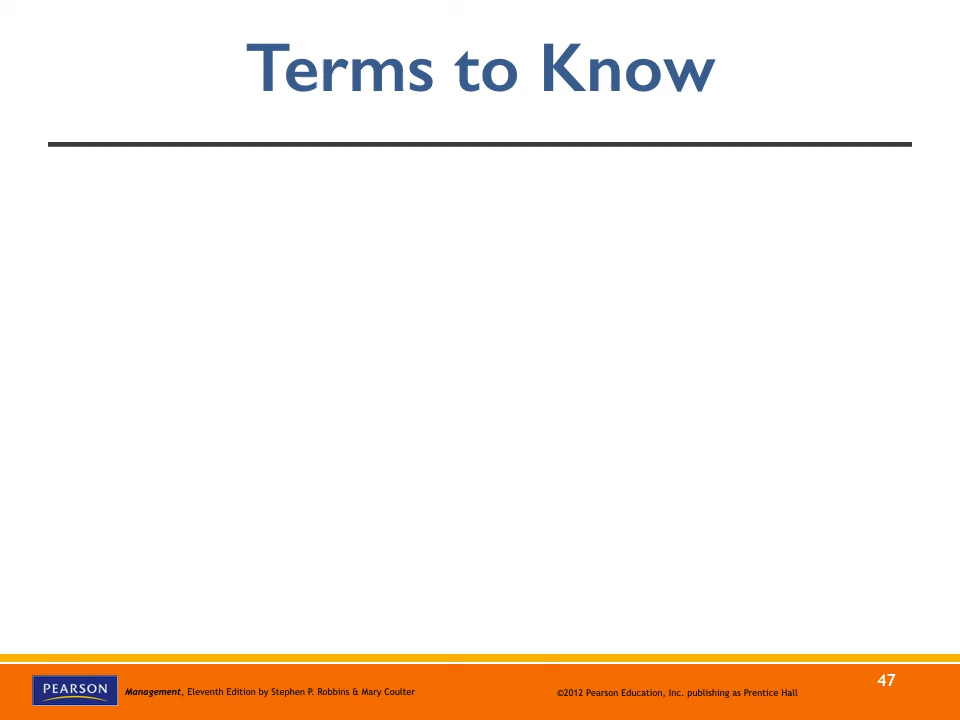 Terms to Know
47
PEARSON
Management, Eleventh Edition by Stephen P. Robbins & Mary Coulter
©2012 Pearson Education, Inc. publishing as Prentice Hall